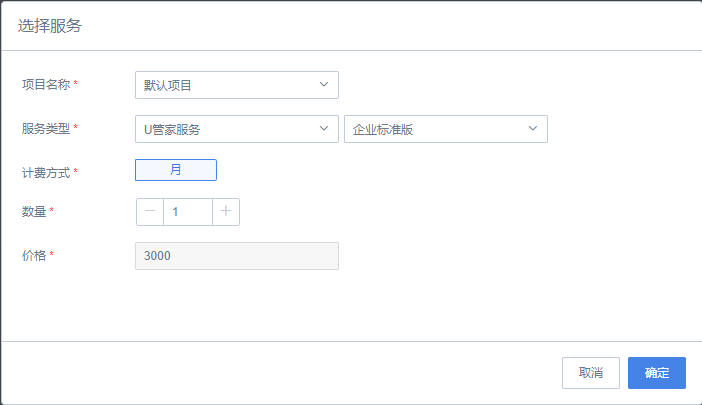 选择服务
项目名称 * 默认项目
服务类型 * U管家服务 企业标准版
计费方式 * 月
数量 * 1
价格 * 3000
取消 确定